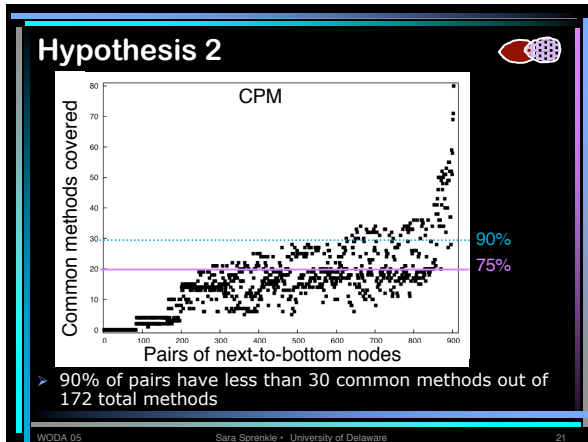 Hypothesis 2
CPM
Common methods covered
80
70
60
50
40
30
20
10
0
90%
75%
0 100 200 300 400 500 600 700 800 900
Pairs of next-to-bottom nodes
➢ 90% of pairs have less than 30 common methods out of
172 total methods
WODA 05 Sara Sprenkle • University of Delaware 21